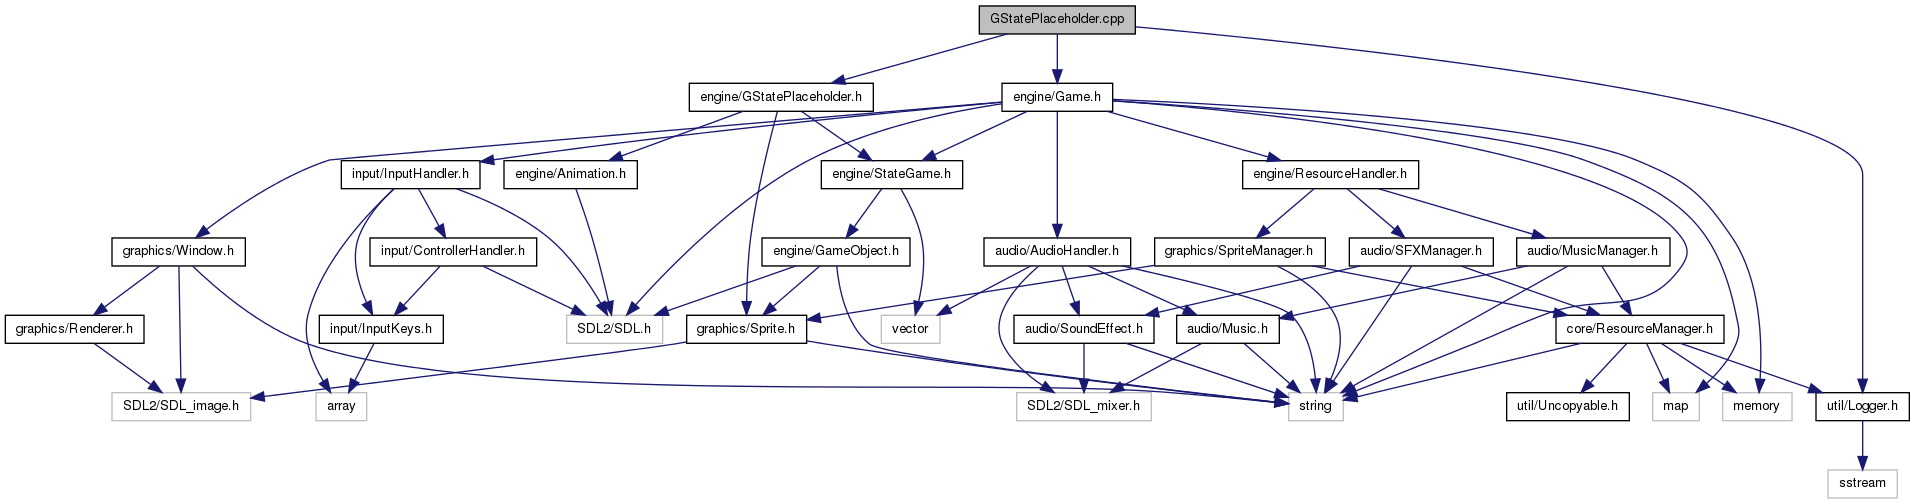 GStatePlaceholder.cpp
engine/GStatePlaceholder.h
engine/Game.h
input/InputHandler.h
engine/Animation.h
engine/StateGame.h
engine/ResourceHandler.h
graphics/Window.h
input/ControllerHandler.h
engine/GameObject.h
audio/AudioHandler.h
graphics/SpriteManager.h
audio/SFXManager.h
audio/MusicManager.h
graphics/Renderer.h
input/InputKeys.h
SDL2/SDL.h
graphics/Sprite.h
vector
audio/SoundEffect.h
audio/Music.h
core/ResourceManager.h
SDL2/SDL_image.h
array
SDL2/SDL_mixer.h
string
util/Uncopyable.h
map
memory
util/Logger.h
sstream